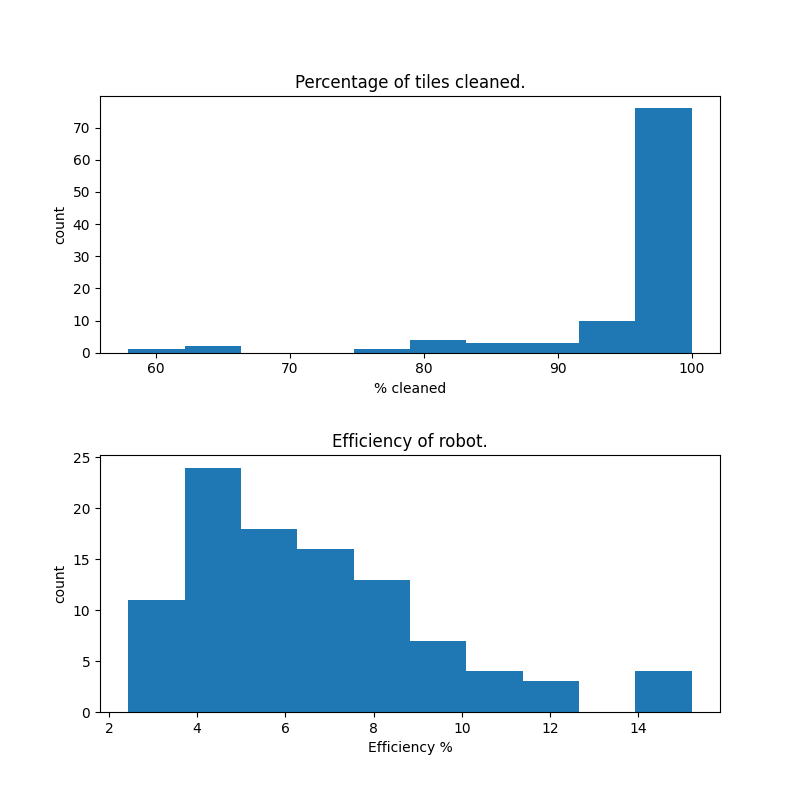 Percentage of tiles cleaned.
70
60
50
40
30
20
10
0
count
60 70 80 90 100
% cleaned
Efficiency of robot.
25
20
15
10
5
0
count
2 4 6 8 10 12 14
Efficiency %